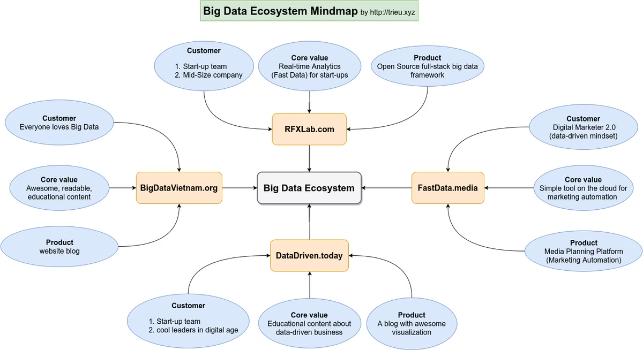 Big Data Ecosystem Mindmap by http://trieu.xyz
Customer
1. Start-up team
2. Mid-Size company
Core value
Real-time Analytics
(Fast Data) for start-ups
Product
Open Source full-stack big data
framework
RFXLab.com
Customer
Everyone loves Big Data
Core value
Awesome, readable,
educational content
Product
website blog
BigDataVietnam.org
Big Data Ecosystem
FastData.media
Customer
Digital Marketer 2.0
(data-driven mindset)
Core value
Simple tool on the cloud for
marketing automation
Product
Media Planning Platform
(Marketing Automation)
DataDriven.today
Customer
1. Start-up team
2. cool leaders in digital age
Core value
Educational content about
data-driven business
Product
A blog with awesome
visualization